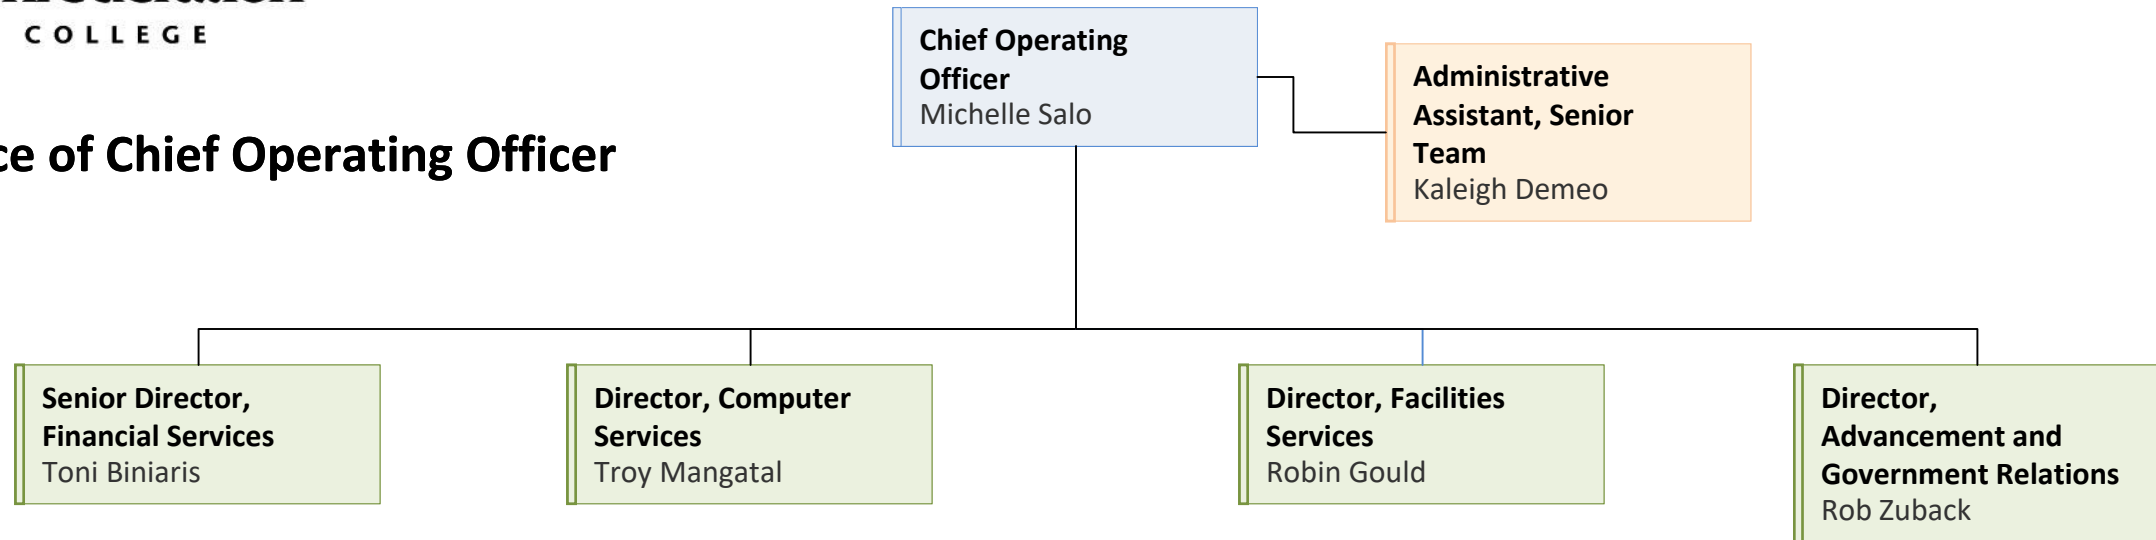 COLLEGE
Chief Operating
Officer
Michelle Salo
Administrative
Assistant, Senior
Team
Kaleigh Demeo
ce of Chief Operating Officer
Senior Director,
Financial Services
Toni Biniaris
Director, Computer
Services
Troy Mangatal
Director, Facilities
Services
Robin Gould
Director,
Advancement and
Government Relations
Rob Zuback